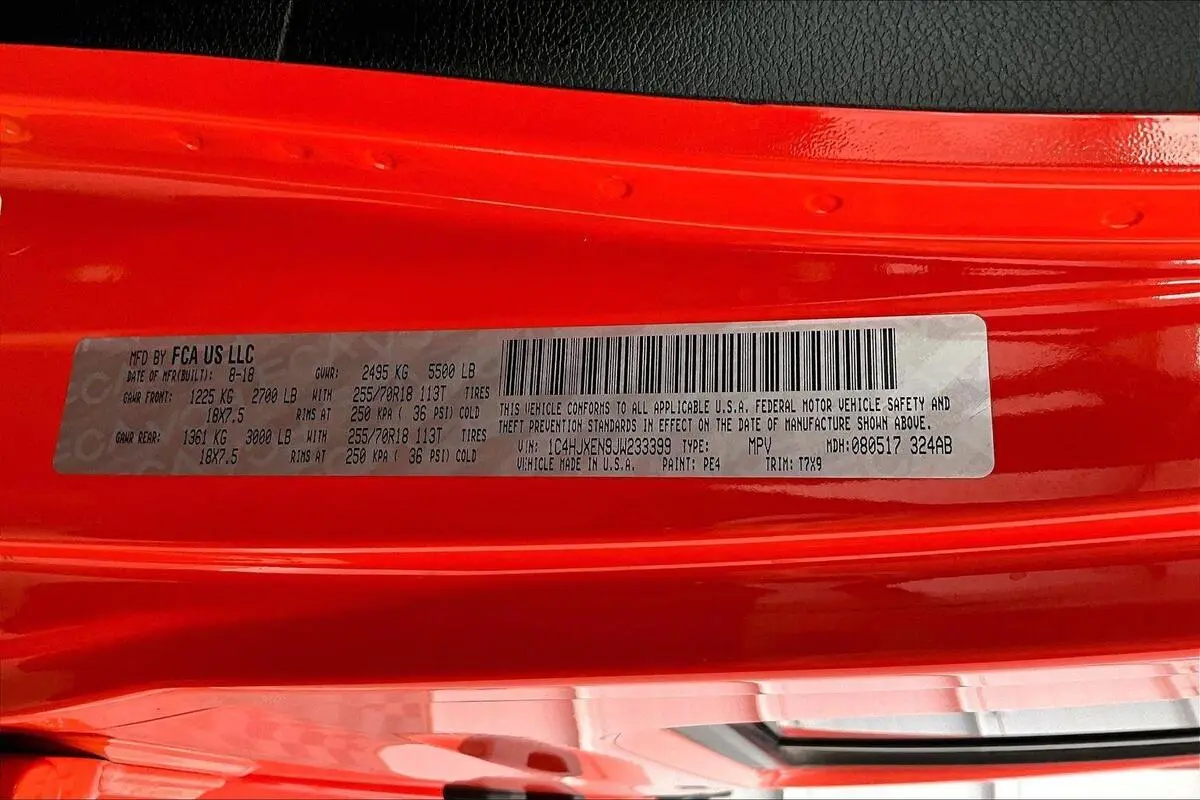 MFD BY FCA US LLC
DATE OF MFR(BUILT): 8-18 GVWR: 2495 KG 5500 LB
GAWR FRONT: 1225 KG 2700 LB WITH 255/70R18 113T TIRES
18X7.5 RIMS AT 250 KPA ( 36 PSI) COLD
GAWR REAR: 1361 KG 3000 LB WITH 255/70R18 113T TIRES
18X7.5 RIMS AT 250 KPA ( 36 PSI) COLD
THIS VEHICLE CONFORMS TO ALL APPLICABLE U.S.A. FEDERAL MOTOR VEHICLE SAFETY AND
THEFT PREVENTION STANDARDS IN EFFECT ON THE DATE OF MANUFACTURE SHOWN ABOVE.
VIN: 1C4HJXEN9JW233399 TYPE: MPV MDH:080517 324AB
VEHICLE MADE IN U.S.A. PAINT: PE4 TRIM: T7X9